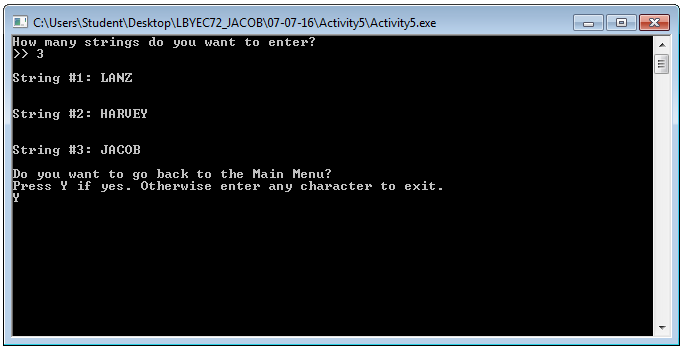 C:\Users\Student\Desktop\LBYEC72_JACOB\07-07-16\Activity5\Activity5.exe
How many strings do you want to enter?
>> 3
String #1: LANZ
String #2: HARVEY
String #3: JACOB
Do you want to go back to the Main Menu?
Press Y if yes. Otherwise enter any character to exit.
Y